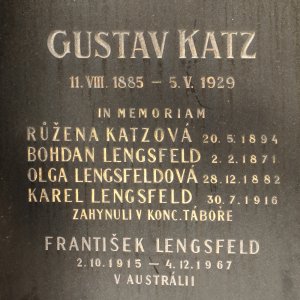 GUSTAV KATZ
11. VIII. 1885 – 5. V. 1929
IN MEMORIAM
RŮŽENA KATZOVÁ 20. 5. 1894
BOHDAN LENGSFELD 2. 2. 1871
OLGA LENGSFELDOVÁ 28. 12. 1882
KAREL LENGSFELD 30. 7. 1916
ZAHYNULI V KONC. TÁBOŘE
FRANTIŠEK LENGSFELD
2. 10. 1915 – 4. 12. 1967
V AUSTRÁLII